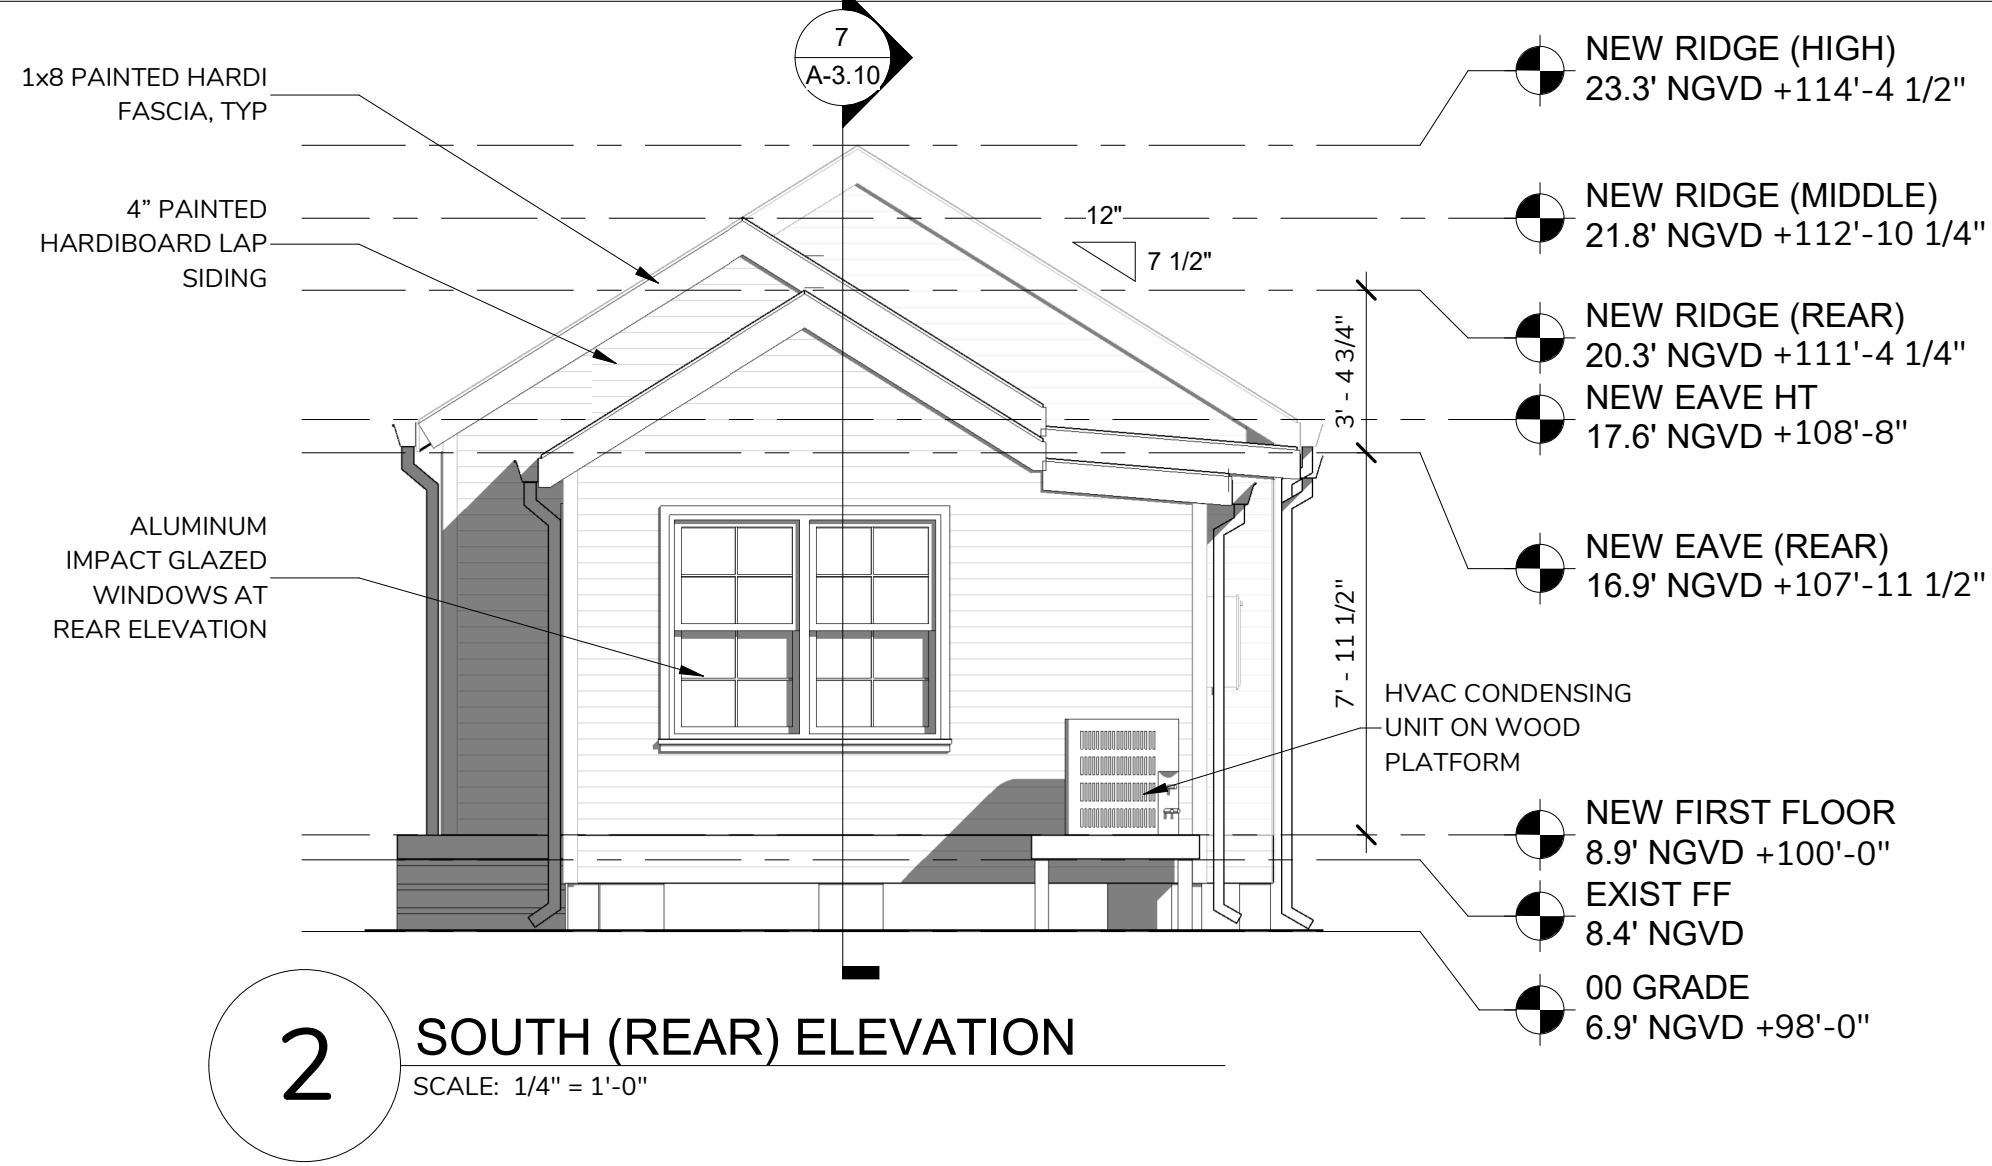 7
A-3.10
1x8 PAINTED HARDI
FASCIA, TYP
4” PAINTED
HARDIBOARD LAP
SIDING
ALUMINUM
IMPACT GLAZED
WINDOWS AT
REAR ELEVATION
12"
7 1/2"
3' - 4 3/4"
7' - 11 1/2"
HVAC CONDENSING
UNIT ON WOOD
PLATFORM
NEW RIDGE (HIGH)
23.3' NGVD +114'-4 1/2"
NEW RIDGE (MIDDLE)
21.8' NGVD +112'-10 1/4"
NEW RIDGE (REAR)
20.3' NGVD +111'-4 1/4"
NEW EAVE HT
17.6' NGVD +108'-8"
NEW EAVE (REAR)
16.9' NGVD +107'-11 1/2"
NEW FIRST FLOOR
8.9' NGVD +100'-0"
EXIST FF
8.4' NGVD
00 GRADE
6.9' NGVD +98'-0"
2
SOUTH (REAR) ELEVATION
SCALE: 1/4" = 1'-0"